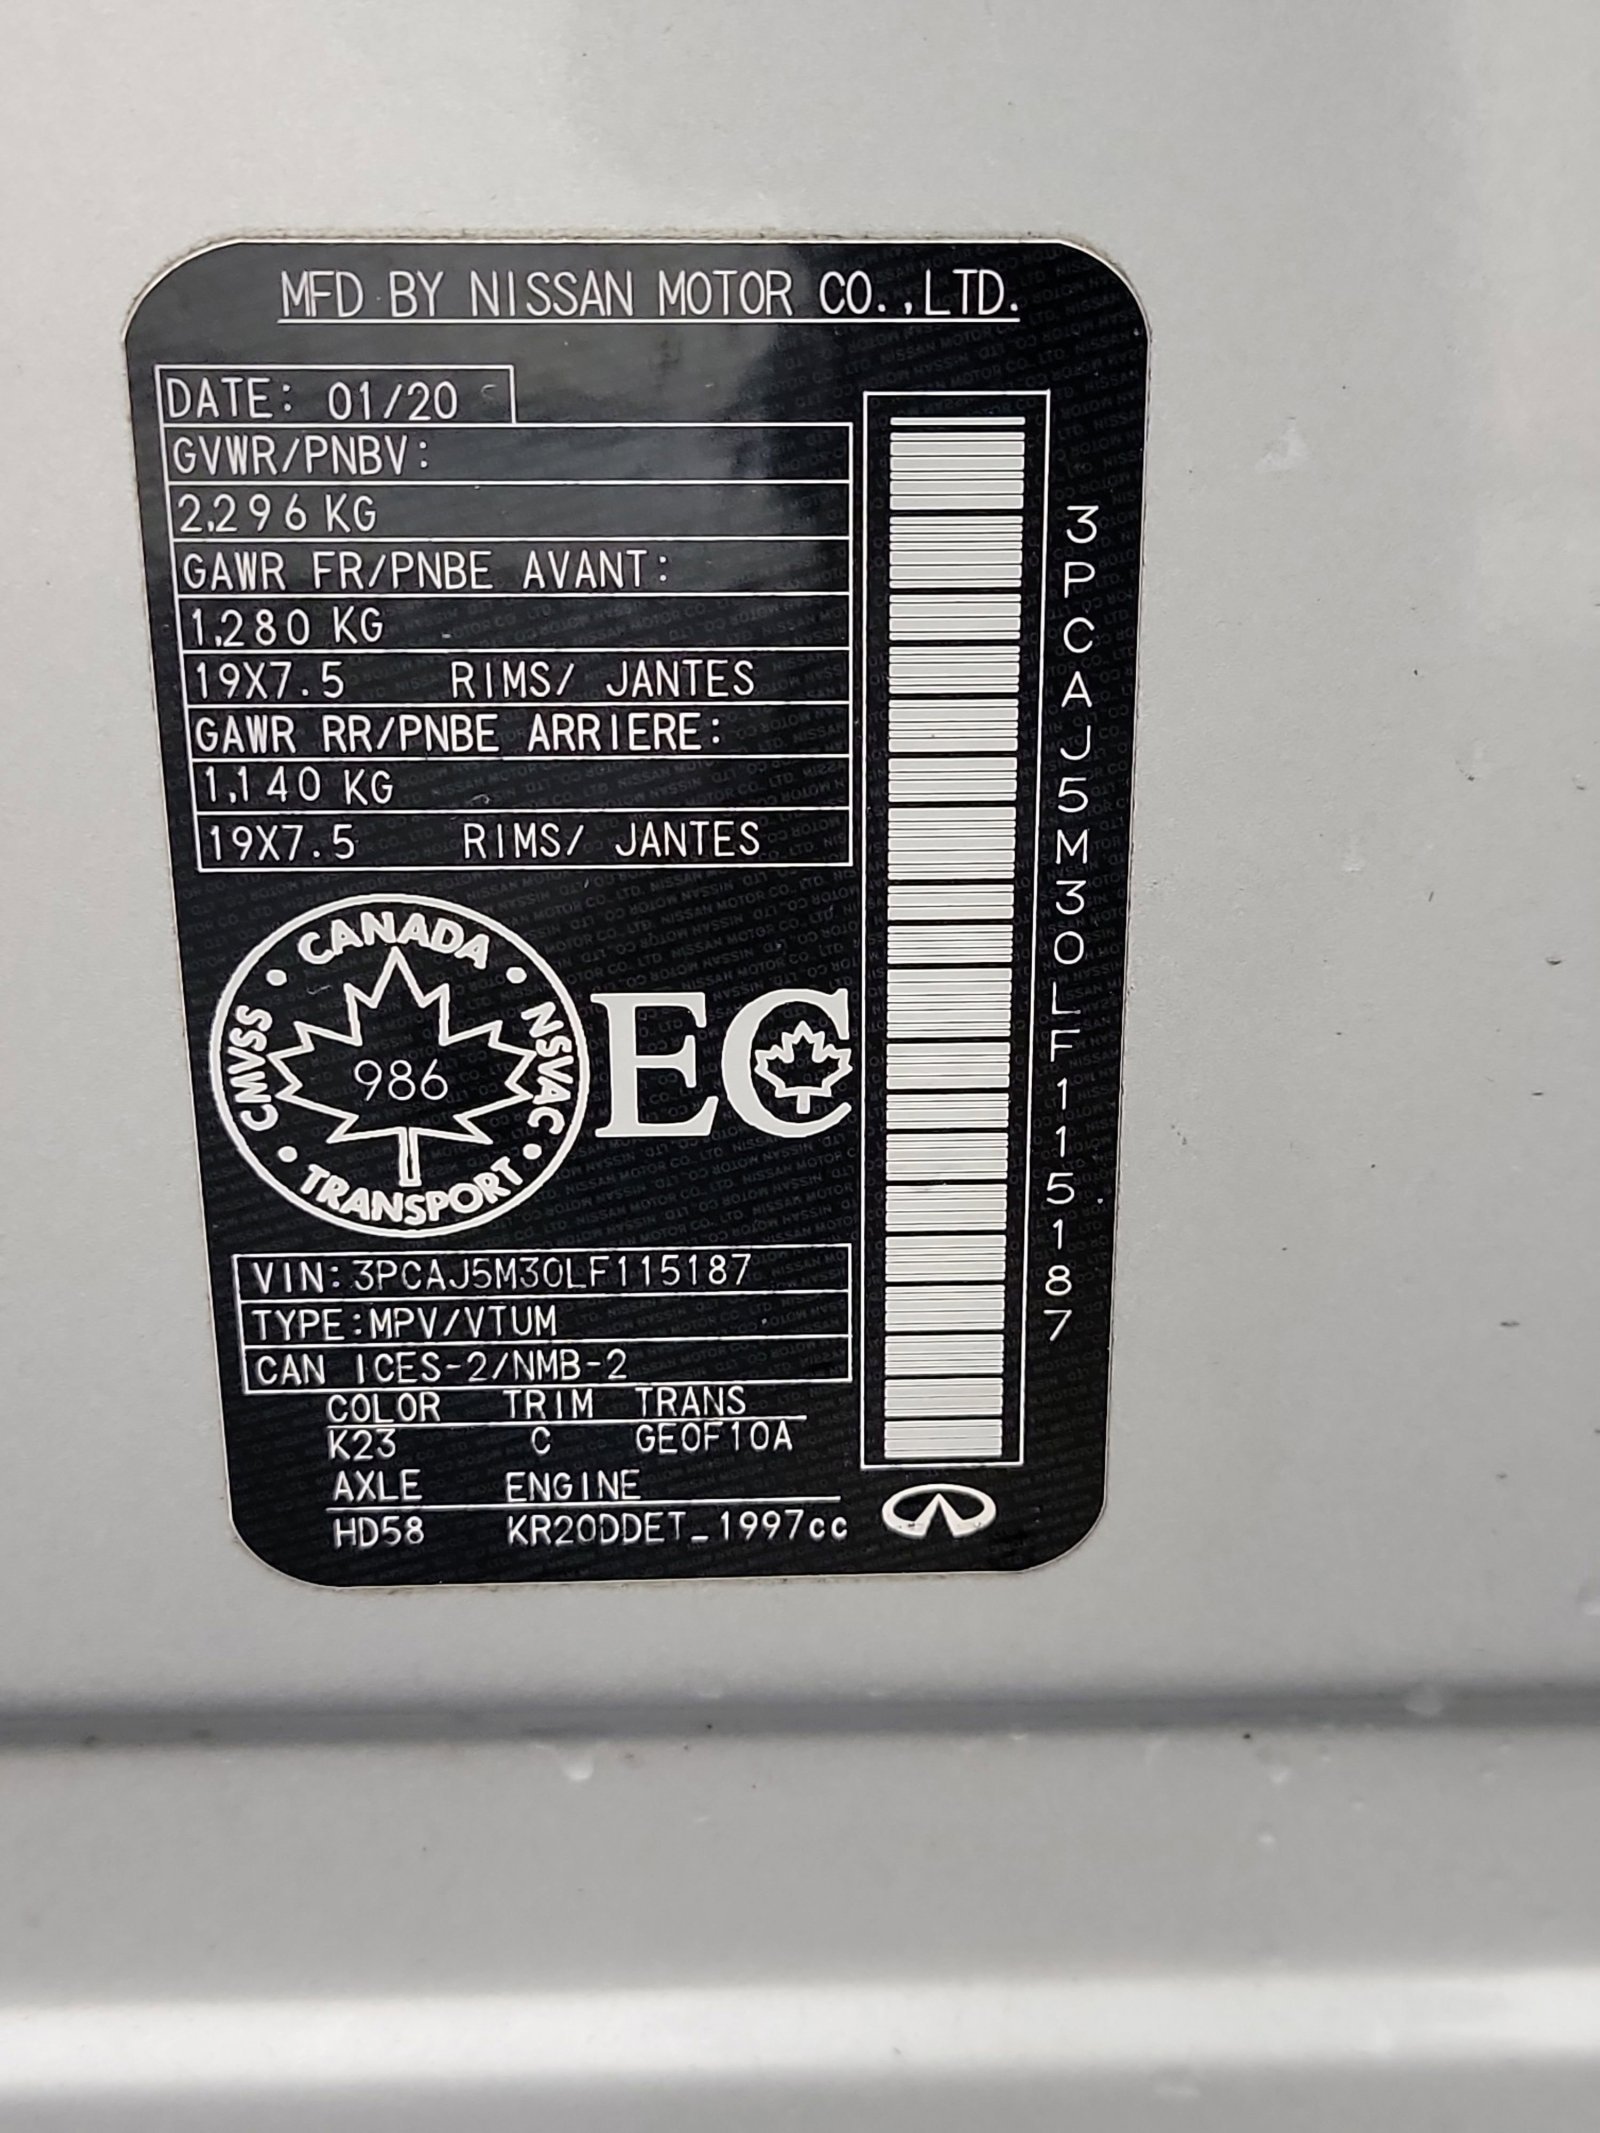 MFD BY NISSAN MOTOR CO.,LTD.
DATE: 01/20
GVWR/PNBV:
2,296 KG
GAWR FR/PNBE AVANT:
1,280 KG
19X7.5 RIMS/ JANTES
GAWR RR/PNBE ARRIERE:
1,140 KG
19X7.5 RIMS/ JANTES
3PCAJ5M30LF115187
CANADA
CMVSS
NSVAC
986
TRANSPORT
EC
VIN:3PCAJ5M30LF115187
TYPE:MPV/VTUM
CAN ICES-2/NMB-2
COLOR TRIM TRANS
K23 C GE0F10A
AXLE ENGINE
HD58 KR20DDET_1997cc